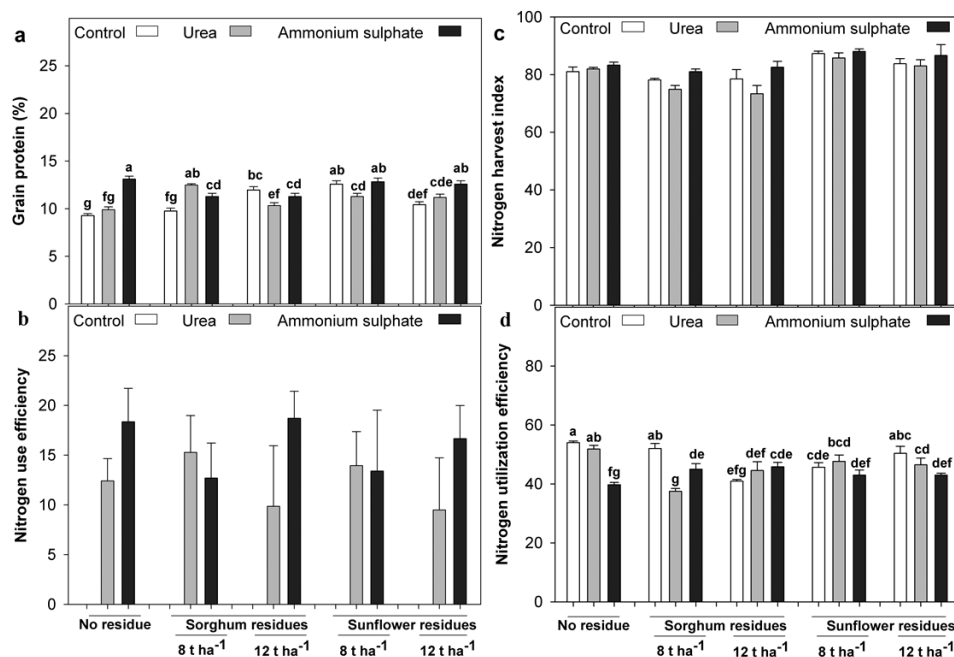 a
Control Urea Ammonium sulphate
Grain protein (%)
25
20
15
10
5
0
g fg a
fg ab cd
bc ef cd
ab cd ab
def cde ab
b
Control Urea Ammonium sulphate
Nitrogen use efficiency
25
20
15
10
5
0
No residue Sorghum residues Sunflower residues
8 t ha⁻¹ 12 t ha⁻¹ 8 t ha⁻¹ 12 t ha⁻¹
c
Control Urea Ammonium sulphate
Nitrogen harvest index
100
80
60
40
20
0
d
Control Urea Ammonium sulphate
Nitrogen utilization efficiency
80
60
40
20
0
a ab fg
ab g de
efg def cde
cde bcd def
abc cd def
No residue Sorghum residues Sunflower residues
8 t ha⁻¹ 12 t ha⁻¹ 8 t ha⁻¹ 12 t ha⁻¹